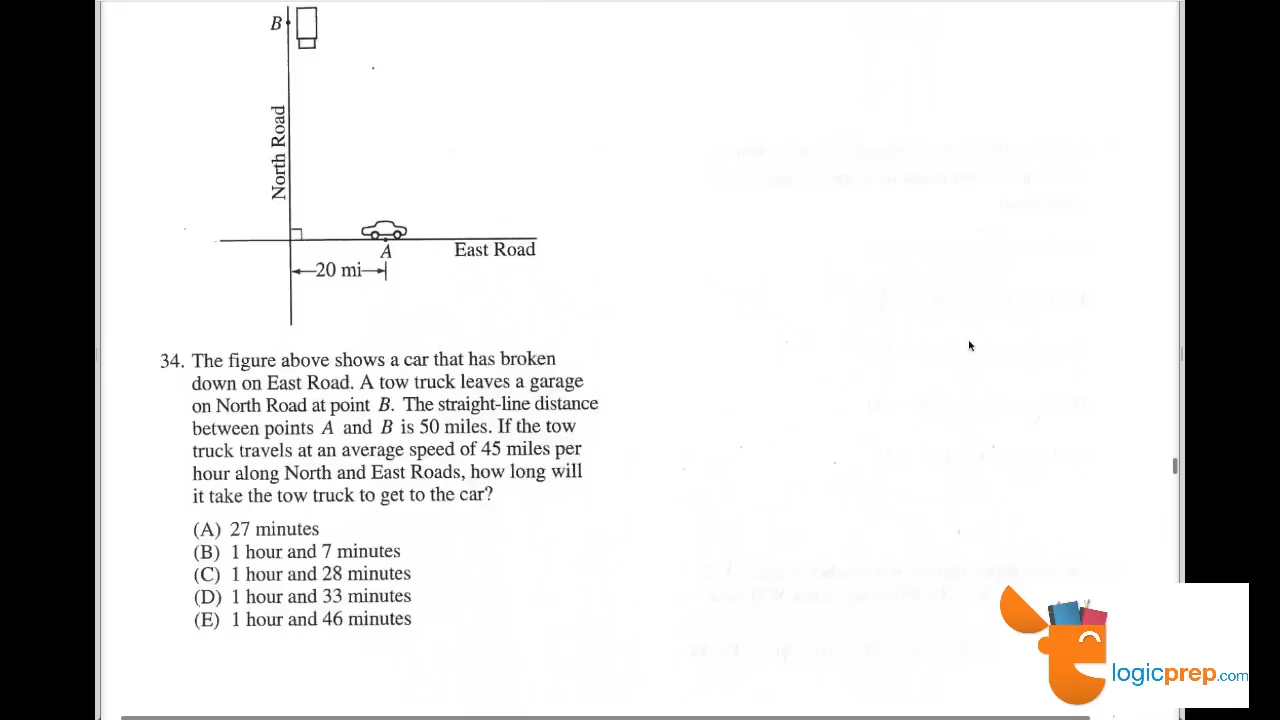 B
North Road
A
East Road
20 mi
34. The figure above shows a car that has broken
down on East Road. A tow truck leaves a garage
on North Road at point B. The straight-line distance
between points A and B is 50 miles. If the tow
truck travels at an average speed of 45 miles per
hour along North and East Roads, how long will
it take the tow truck to get to the car?
(A) 27 minutes
(B) 1 hour and 7 minutes
(C) 1 hour and 28 minutes
(D) 1 hour and 33 minutes
(E) 1 hour and 46 minutes
logicprep.com